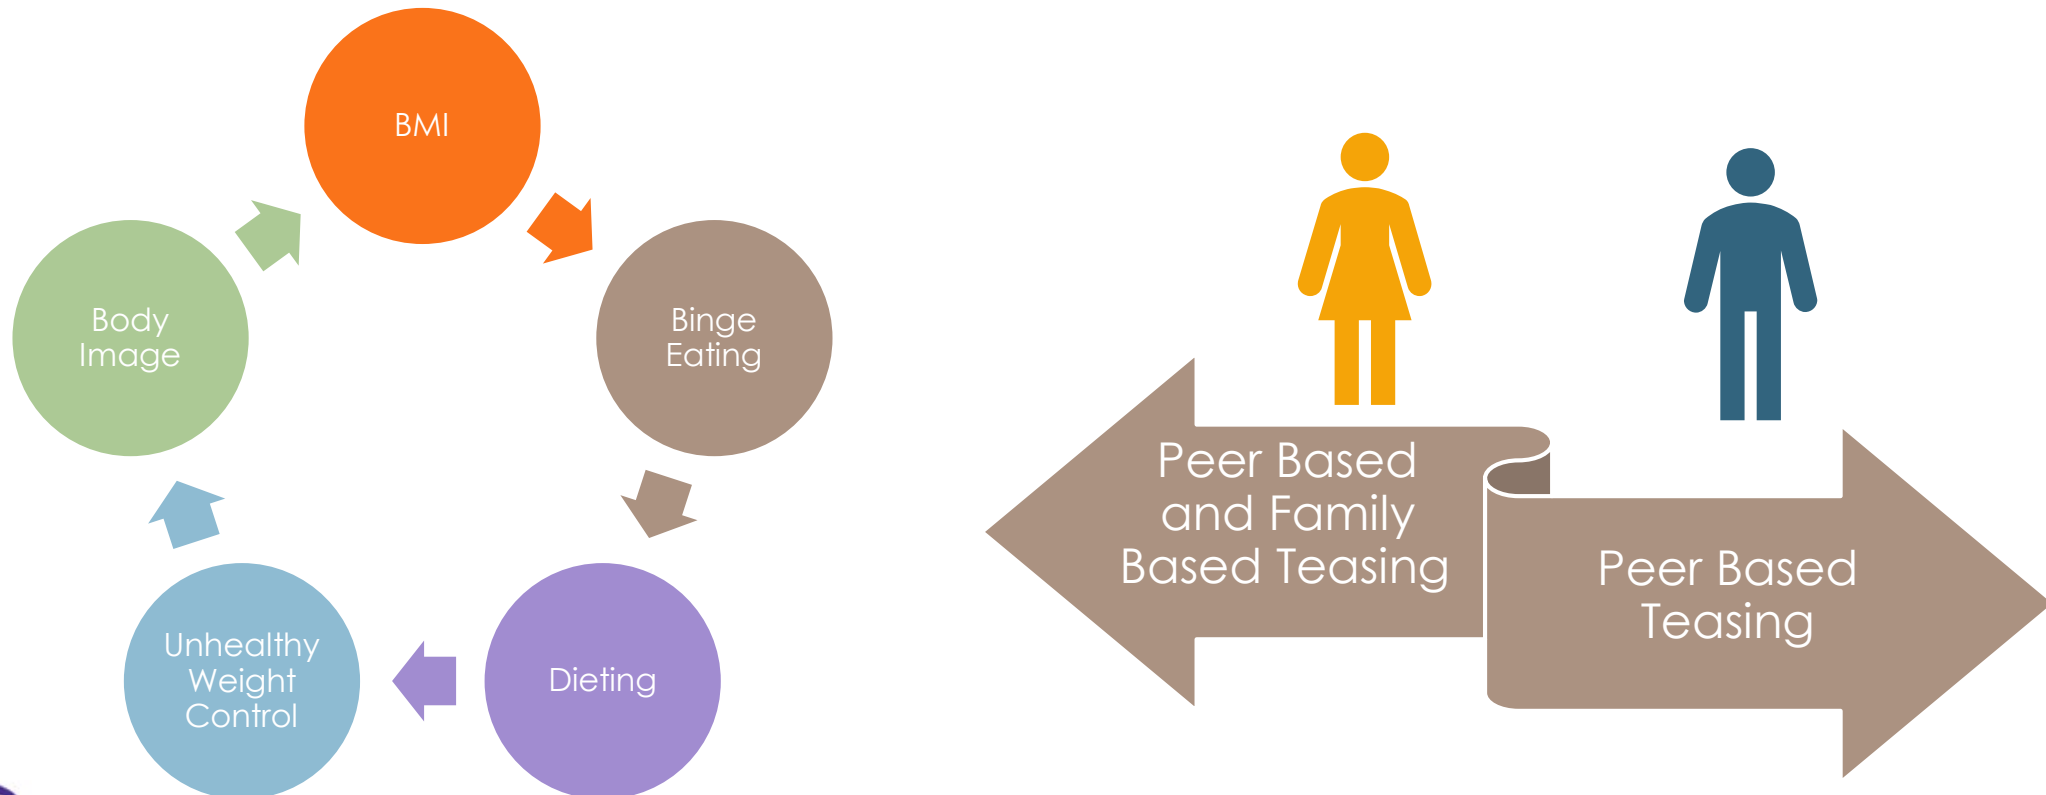 BMI
Binge
Eating
Dieting
Unhealthy
Weight
Control
Body
Image
Peer Based
and Family
Based Teasing
Peer Based
Teasing